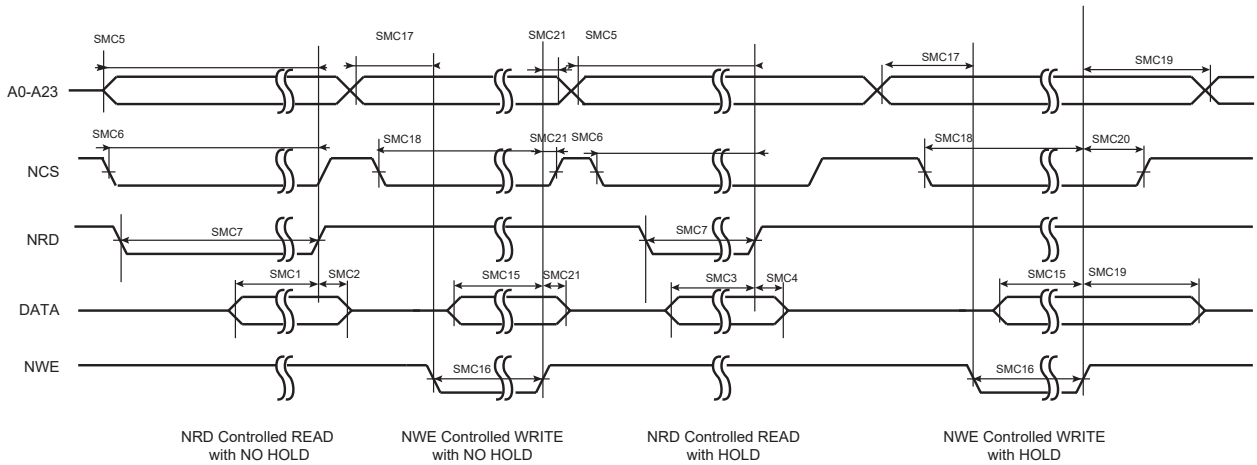 SMC5
SMC17
SMC21
SMC5
SMC17
SMC19
A0-A23
SMC6
SMC18
SMC21
SMC6
SMC18
SMC20
NCS
NRD
SMC7
SMC7
SMC1
SMC2
SMC15
SMC21
SMC3
SMC4
SMC15
SMC19
DATA
NWE
SMC16
SMC16
NRD Controlled READ
with NO HOLD
NWE Controlled WRITE
with NO HOLD
NRD Controlled READ
with HOLD
NWE Controlled WRITE
with HOLD